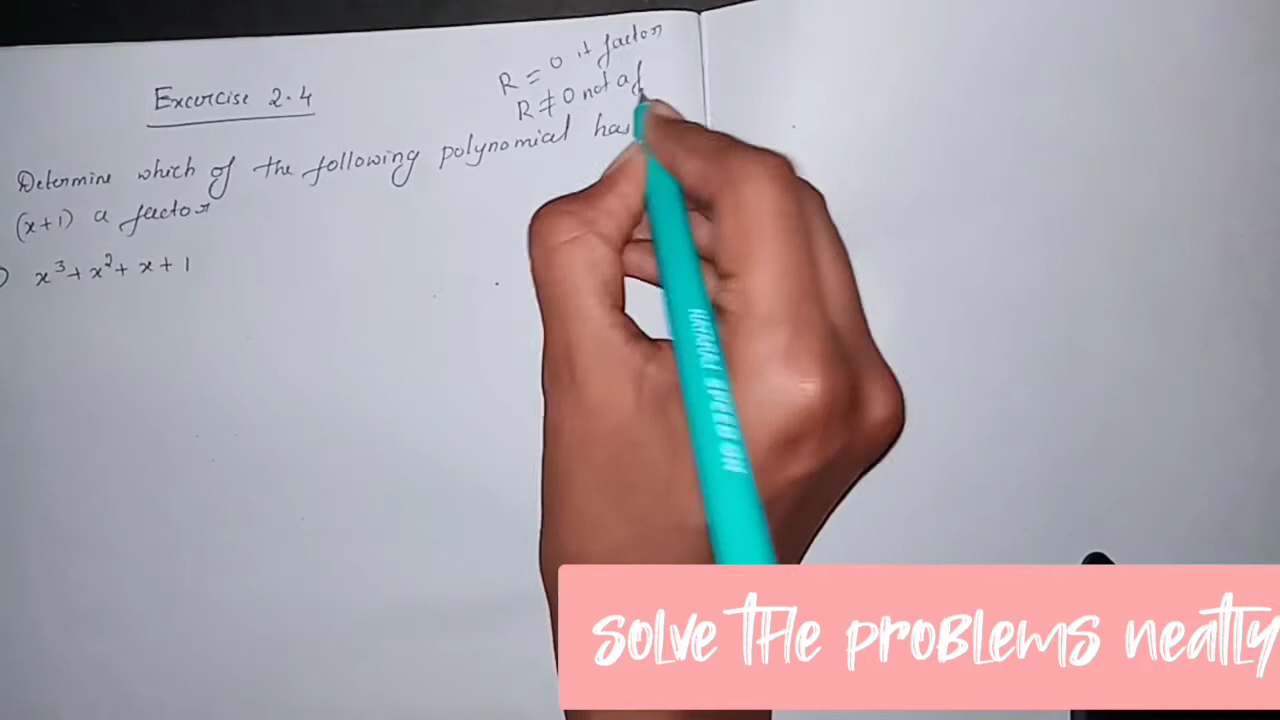 Excercise 2.4
R = 0 it factor
R ≠ 0 not a f
Determine which of the following polynomial has
(x+1) a factor
x³+x²+x+1
solve the problems neatly